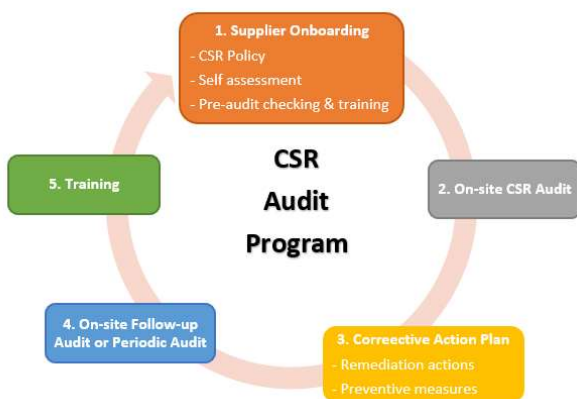 1. Supplier Onboarding
- CSR Policy
- Self assessment
- Pre-audit checking & training
CSR
Audit
Program
2. On-site CSR Audit
3. Correective Action Plan
- Remediation actions
- Preventive measures
4. On-site Follow-up
Audit or Periodic Audit
5. Training